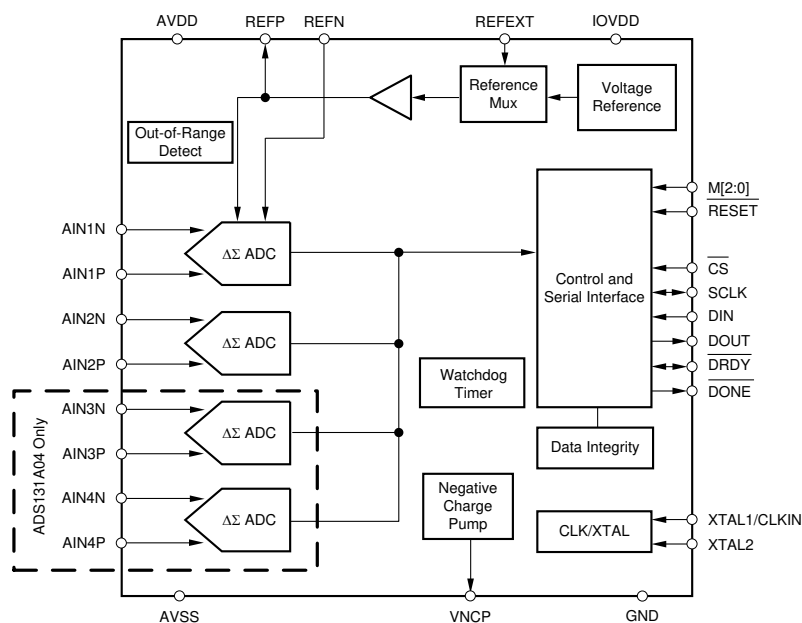 AVDD
REFP
REFN
REFEXT
IOVDD
Reference
Mux
Voltage
Reference
Out-of-Range
Detect
M[2:0]
RESET
AIN1N
ΔΣ ADC
AIN1P
Control and
Serial Interface
CS
SCLK
DIN
DOUT
DRDY
DONE
AIN2N
ΔΣ ADC
AIN2P
Watchdog
Timer
ADS131A04 Only
AIN3N
ΔΣ ADC
AIN3P
Data Integrity
AIN4N
ΔΣ ADC
AIN4P
Negative
Charge
Pump
CLK/XTAL
XTAL1/CLKIN
XTAL2
AVSS
VNCP
GND